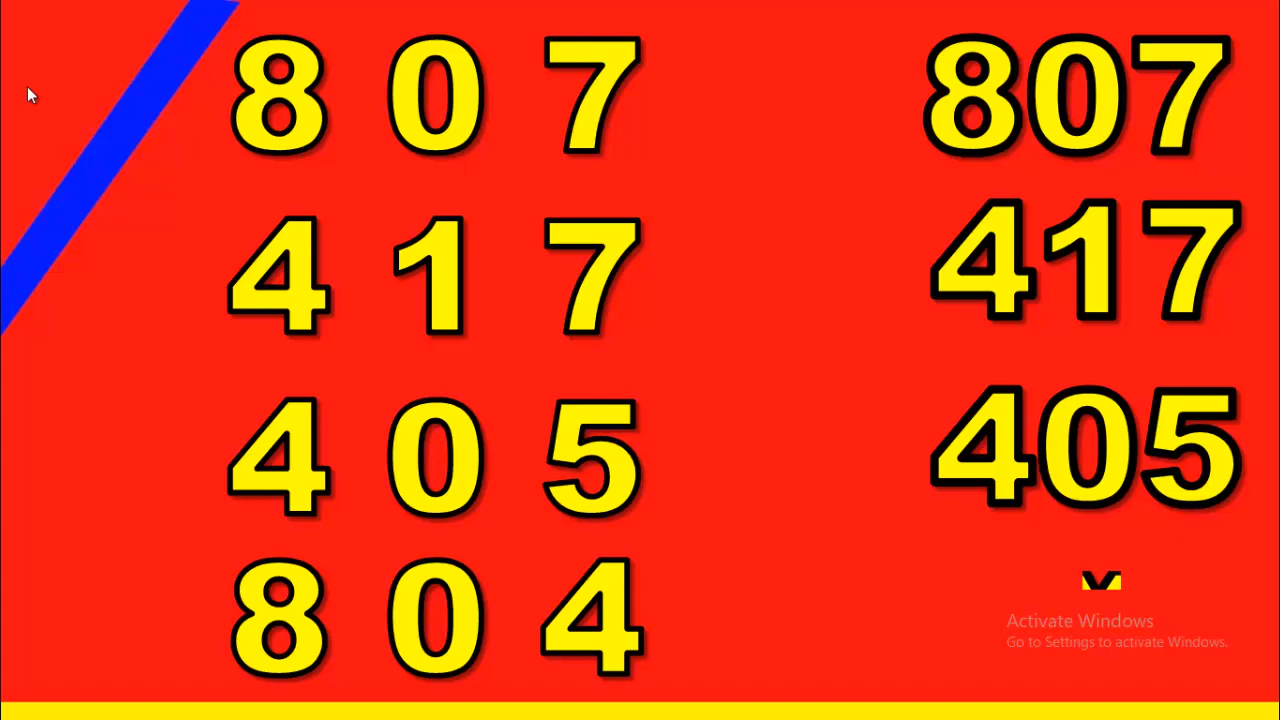 8 0 7 807
4 1 7 417
4 0 5 405
8 0 4
Activate Windows
Go to Settings to activate Windows.